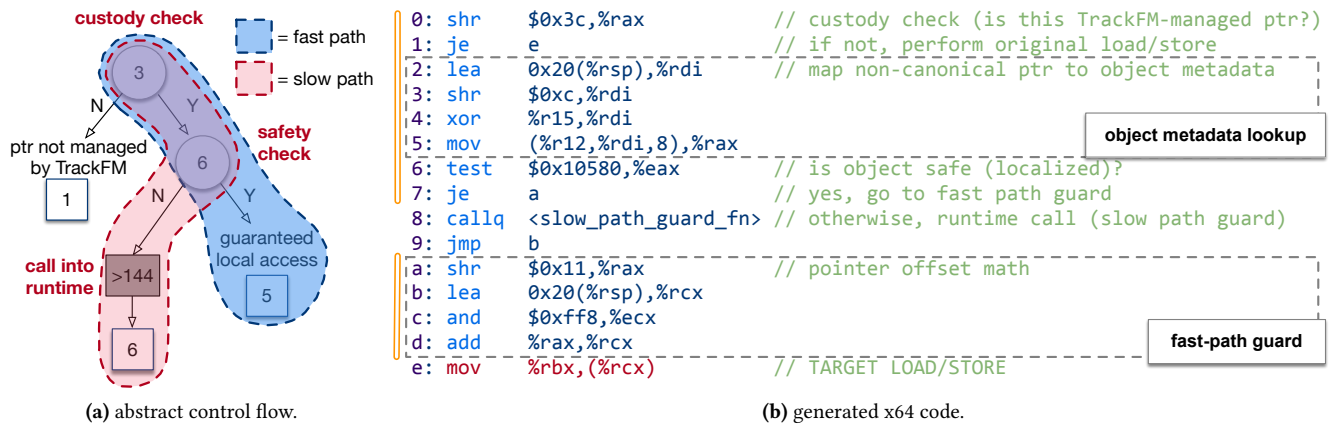 custody check
3
N
Y
= fast path
= slow path
ptr not managed
by TrackFM
1
safety
check
6
N
Y
guaranteed
local access
5
call into
runtime
>144
6
(a) abstract control flow.
0: shr $0x3c,%rax // custody check (is this TrackFM-managed ptr?)
1: je e // if not, perform original load/store
2: lea 0x20(%rsp),%rdi // map non-canonical ptr to object metadata
3: shr $0xc,%rdi
4: xor %r15,%rdi
5: mov (%r12,%rdi,8),%rax
object metadata lookup
6: test $0x10580,%eax // is object safe (localized)?
7: je a // yes, go to fast path guard
8: callq <slow_path_guard_fn> // otherwise, runtime call (slow path guard)
9: jmp b
a: shr $0x11,%rax // pointer offset math
b: lea 0x20(%rsp),%rcx
c: and $0xff8,%ecx
d: add %rax,%rcx
fast-path guard
e: mov %rbx,(%rcx) // TARGET LOAD/STORE
(b) generated x64 code.